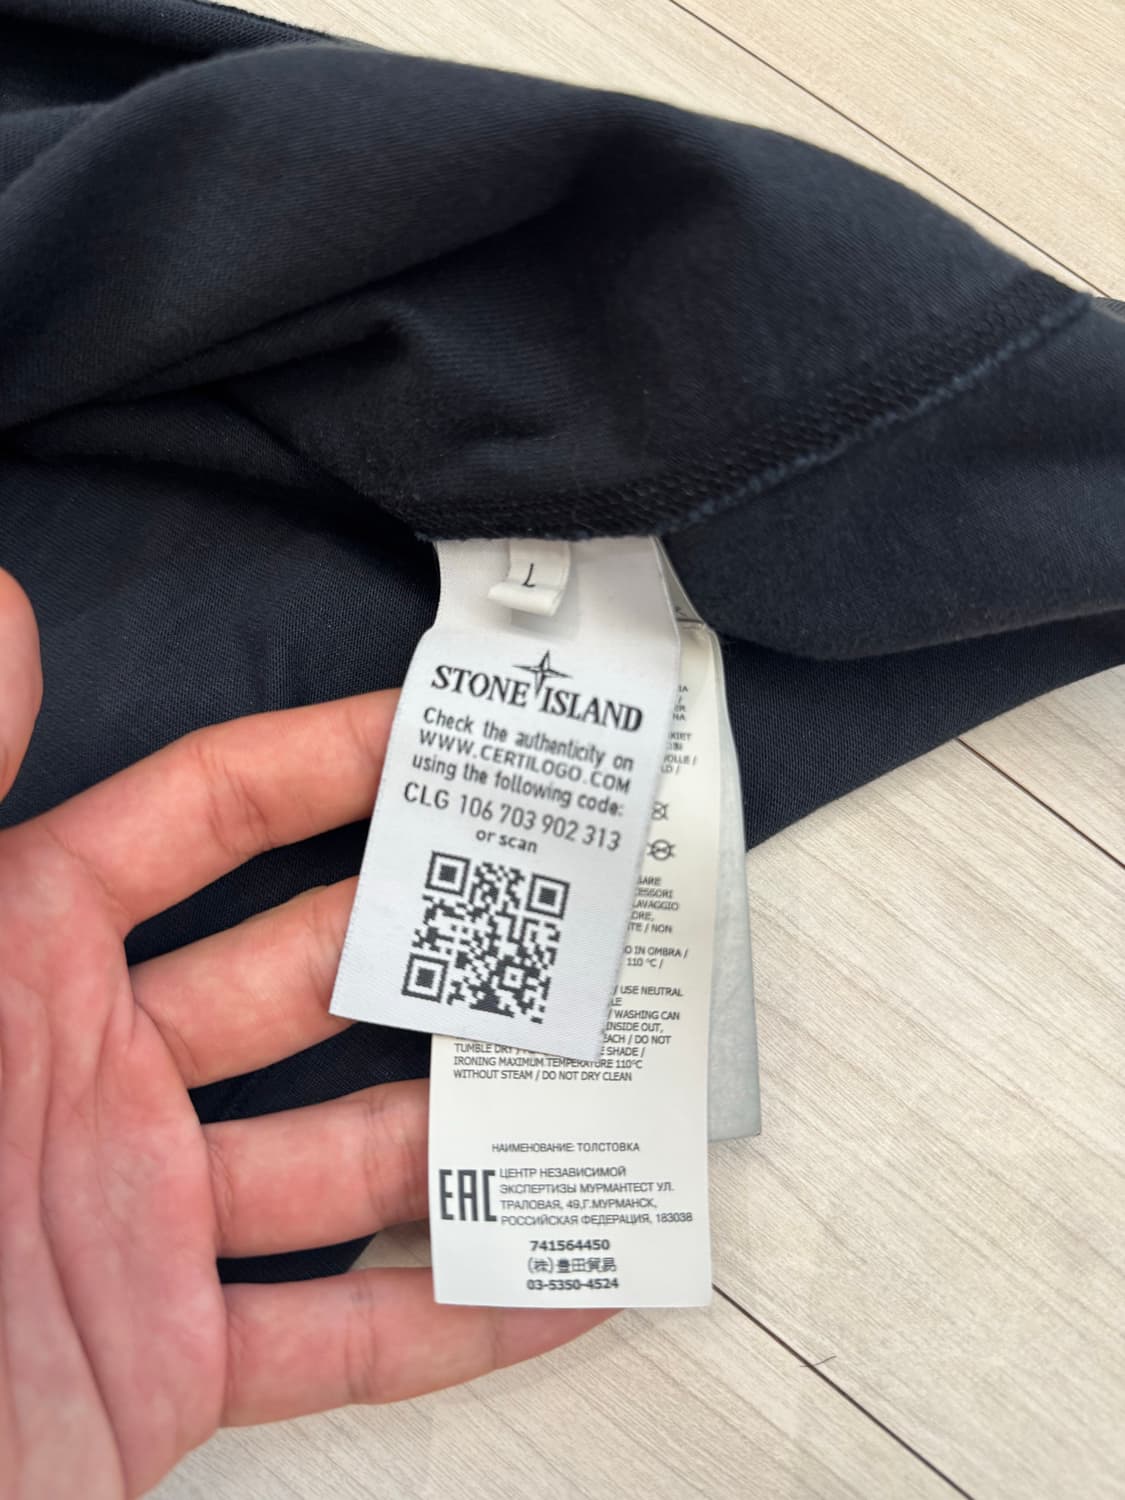 L
STONE ISLAND
Check the authenticity on
WWW.CERTILOGO.COM
using the following code:
CLG 106 703 902 313
or scan
110 °C /
/ USE NEUTRAL
/ WASHING CAN
INSIDE OUT,
/ DO NOT
TUMBLE DRY / SHADE /
IRONING MAXIMUM TEMPERATURE 110°C
WITHOUT STEAM / DO NOT DRY CLEAN
НАИМЕНОВАНИЕ: ТОЛСТОВКА
EAC
ЦЕНТР НЕЗАВИСИМОЙ
ЭКСПЕРТИЗЫ МУРМАНТЕСТ УЛ.
ТРАЛОВАЯ, 49,Г.МУРМАНСК,
РОССИЙСКАЯ ФЕДЕРАЦИЯ, 183038
741564450
(株)豊田貿易
03-5350-4524